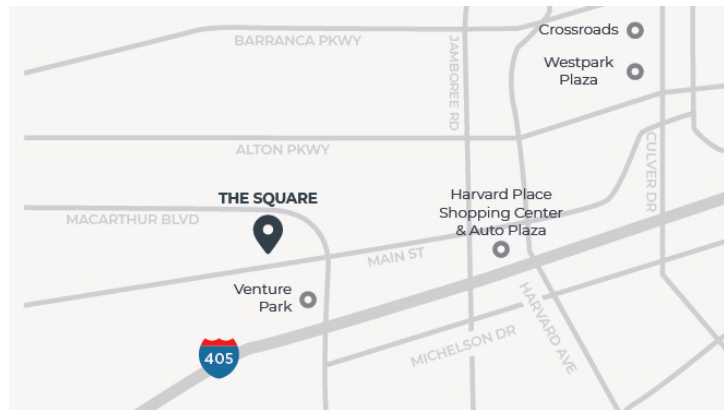 Crossroads
BARRANCA PKWY
JAMBOREE RD
Westpark
Plaza
ALTON PKWY
CULVER DR
THE SQUARE
Harvard Place
Shopping Center
& Auto Plaza
MACARTHUR BLVD
MAIN ST
Venture
Park
HARVARD AVE
MICHELSON DR
405